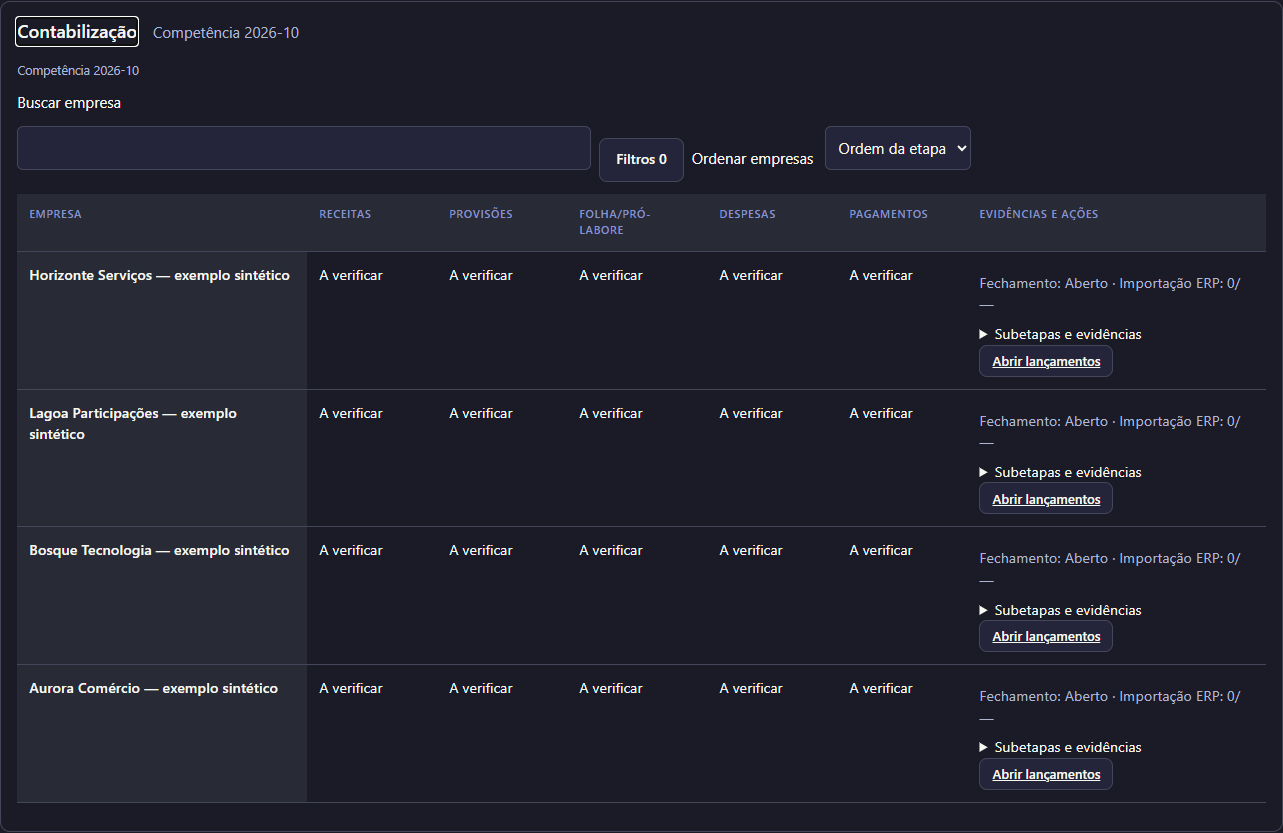 Contabilização Competência 2026-10
Competência 2026-10
Buscar empresa
Filtros 0 Ordenar empresas Ordem da etapa
EMPRESA RECEITAS PROVISÕES FOLHA/PRÓ- DESPESAS PAGAMENTOS EVIDÊNCIAS E AÇÕES
LABORE
Horizonte Serviços — exemplo sintético A verificar A verificar A verificar A verificar A verificar Fechamento: Aberto · Importação ERP: 0/
—
Subetapas e evidências
Abrir lançamentos
Lagoa Participações — exemplo A verificar A verificar A verificar A verificar A verificar Fechamento: Aberto · Importação ERP: 0/
sintético —
Subetapas e evidências
Abrir lançamentos
Bosque Tecnologia — exemplo sintético A verificar A verificar A verificar A verificar A verificar Fechamento: Aberto · Importação ERP: 0/
—
Subetapas e evidências
Abrir lançamentos
Aurora Comércio — exemplo sintético A verificar A verificar A verificar A verificar A verificar Fechamento: Aberto · Importação ERP: 0/
—
Subetapas e evidências
Abrir lançamentos